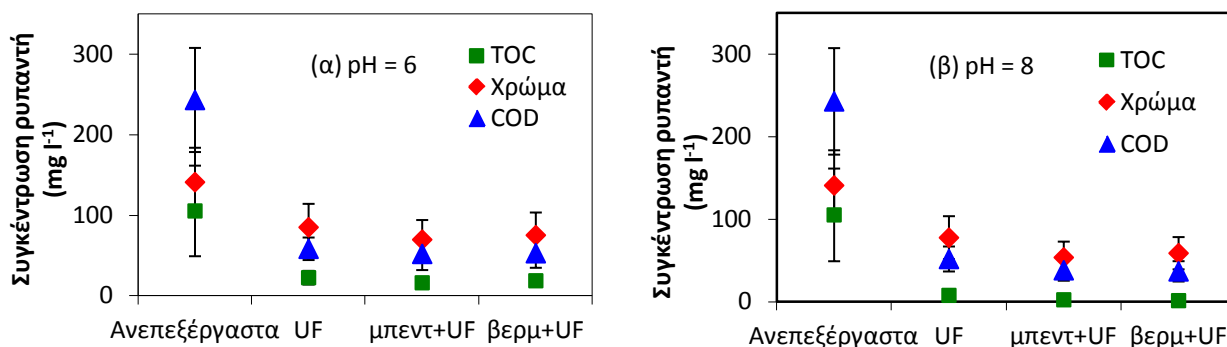 Συγκέντρωση ρυπαντή
(mg l⁻¹)
300
200
100
0
(α) pH = 6
TOC
Χρώμα
COD
Ανεπεξέργαστα UF μπεντ+UF βερμ+UF
Συγκέντρωση ρυπαντή
(mg l⁻¹)
300
200
100
0
(β) pH = 8
TOC
Χρώμα
COD
Ανεπεξέργαστα UF μπεντ+UF βερμ+UF